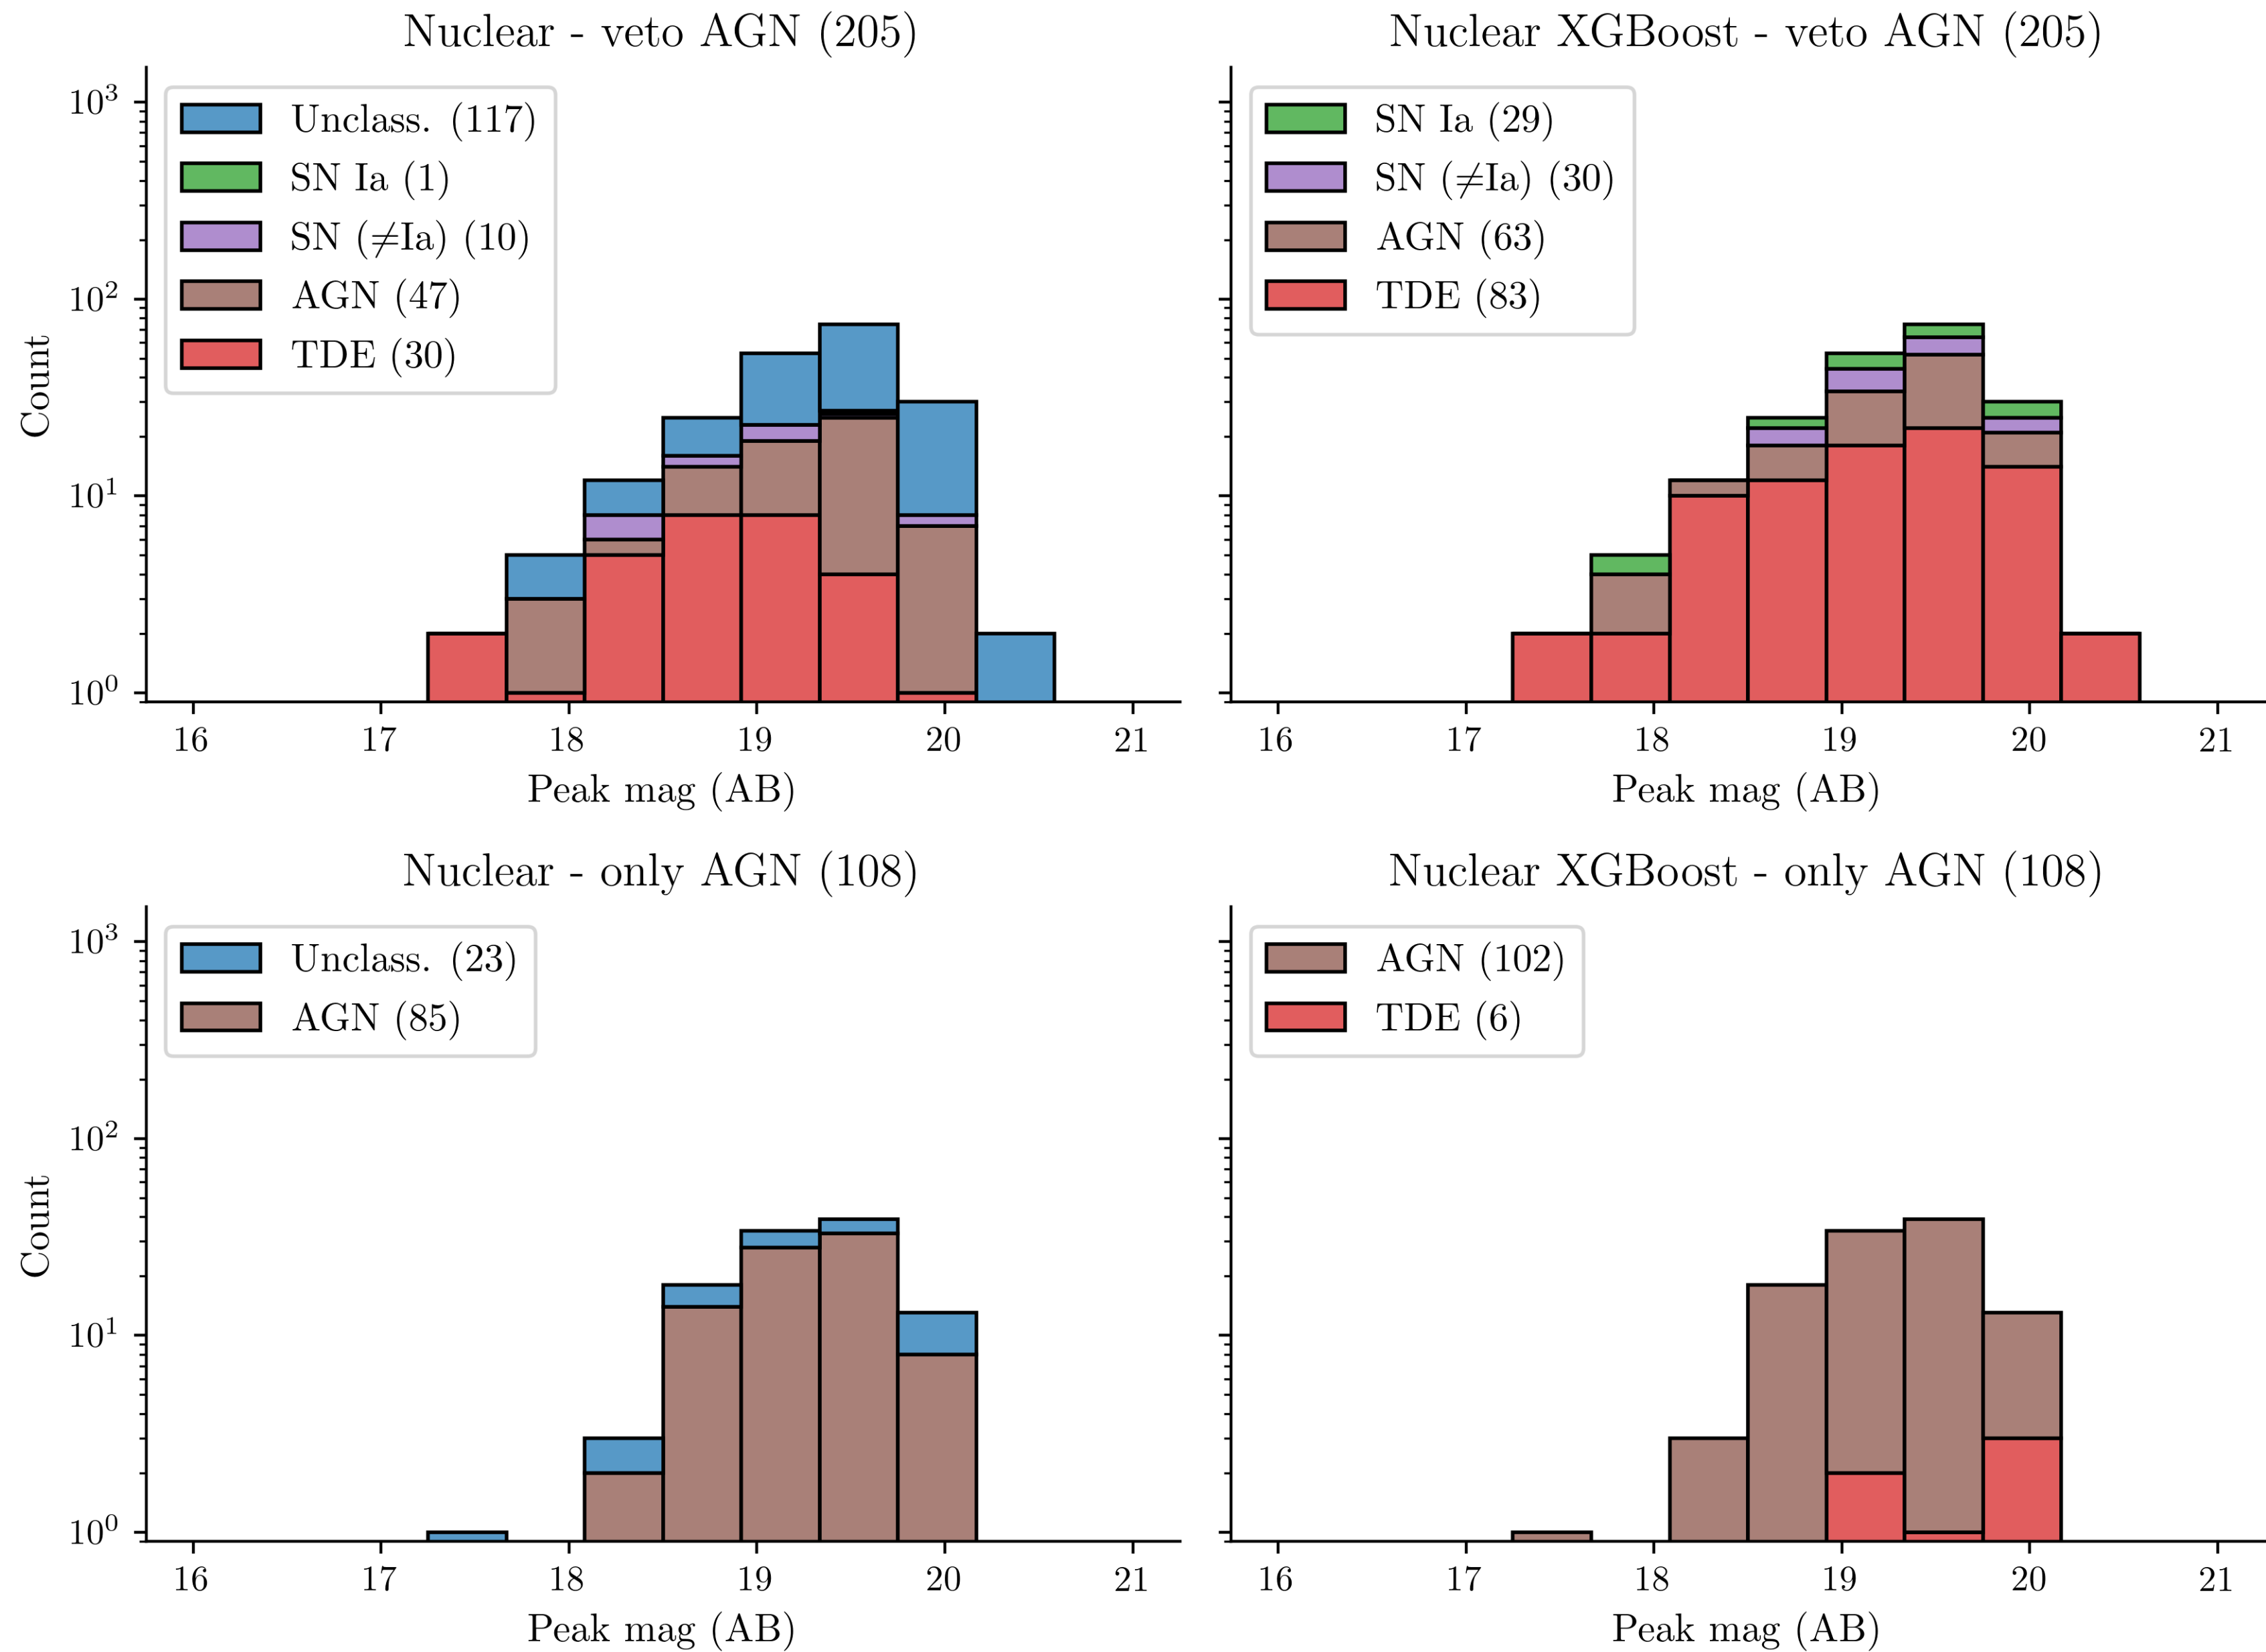 Nuclear - veto AGN (205)
Unclass. (117)
SN Ia (1)
SN (≠Ia) (10)
AGN (47)
TDE (30)
Count
10³
10²
10¹
10⁰
16 17 18 19 20 21
Peak mag (AB)
Nuclear XGBoost - veto AGN (205)
SN Ia (29)
SN (≠Ia) (30)
AGN (63)
TDE (83)
16 17 18 19 20 21
Peak mag (AB)
Nuclear - only AGN (108)
Unclass. (23)
AGN (85)
Count
10³
10²
10¹
10⁰
16 17 18 19 20 21
Peak mag (AB)
Nuclear XGBoost - only AGN (108)
AGN (102)
TDE (6)
16 17 18 19 20 21
Peak mag (AB)